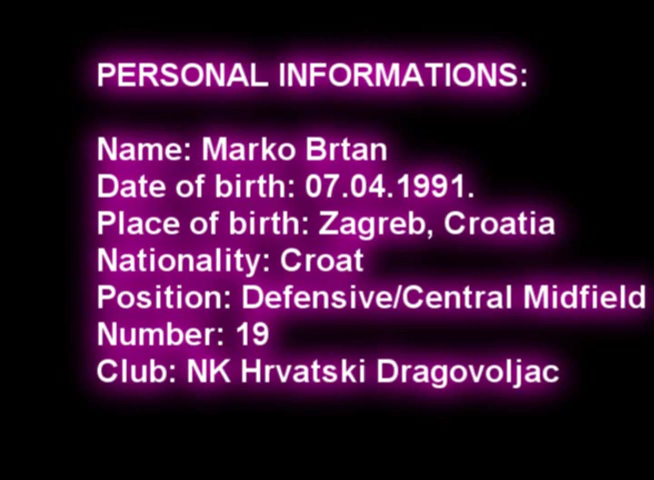 PERSONAL INFORMATIONS:
Name: Marko Brtan
Date of birth: 07.04.1991.
Place of birth: Zagreb, Croatia
Nationality: Croat
Position: Defensive/Central Midfield
Number: 19
Club: NK Hrvatski Dragovoljac